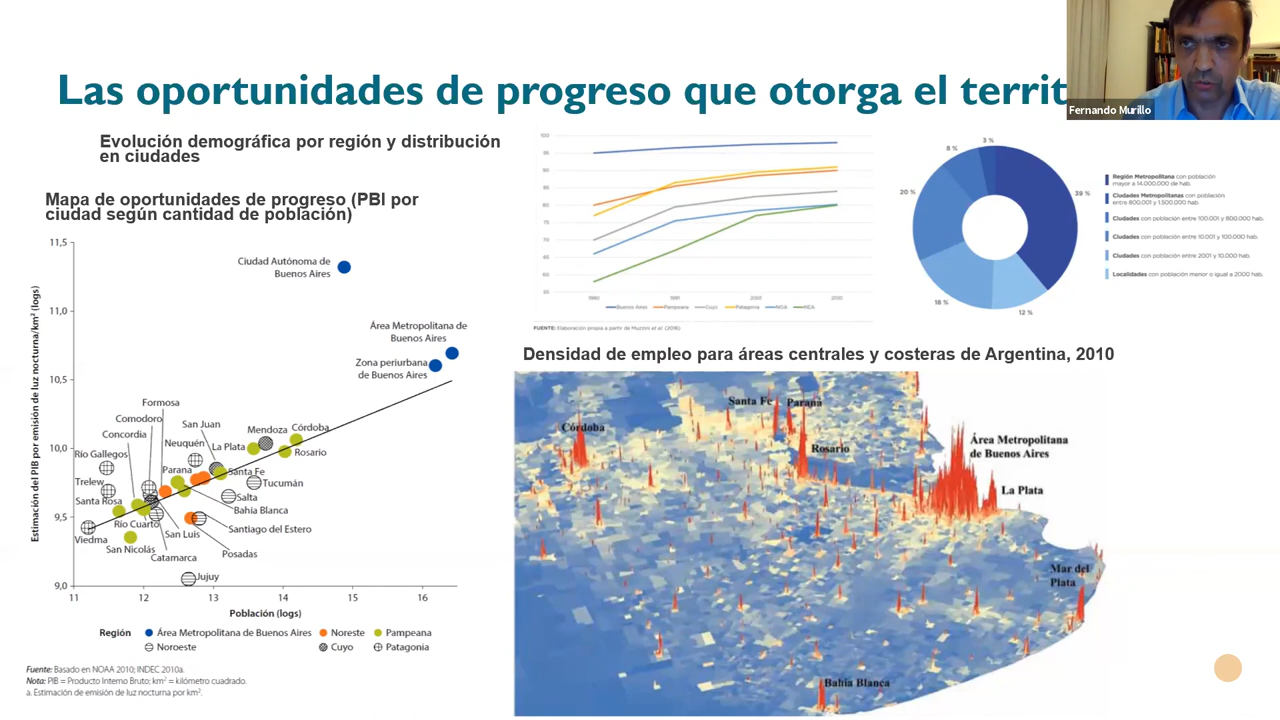 Las oportunidades de progreso que otorga el territ
Fernando Murillo
Evolución demográfica por región y distribución
en ciudades
Mapa de oportunidades de progreso (PBI por
ciudad según cantidad de población)
Estimación del PIB por emisión de luz nocturna/km² (logs)
11,5
11,0
10,5
10,0
9,5
9,0
11
12
13
14
15
16
Población (logs)
Ciudad Autónoma de
Buenos Aires
Área Metropolitana de
Buenos Aires
Zona periurbana
de Buenos Aires
Formosa
Comodoro
San Juan
Concordia
Neuquén
La Plata
Mendoza
Córdoba
Rosario
Río Gallegos
Parana
Santa Fe
Trelew
Tucumán
Santa Rosa
Salta
Bahía Blanca
Río Cuarto
San Luis
Santiago del Estero
Viedma
San Nicolás
Catamarca
Posadas
Jujuy
Región
Área Metropolitana de Buenos Aires
Noreste
Pampeana
Noroeste
Cuyo
Patagonia
Fuente: Basado en NOAA 2010; INDEC 2010a.
Nota: PIB = Producto Interno Bruto; km² = kilómetro cuadrado.
a. Estimación de emisión de luz nocturna por km².
100
95
90
85
80
75
70
65
60
55
1980
1991
2001
2010
Buenos Aires
Pampeana
Cuyo
Patagonia
NOA
NEA
FUENTE: Elaboración propia a partir de Muzzini et al. (2016)
3 %
8 %
20 %
39 %
18 %
12 %
Región Metropolitana con población
mayor a 14.000.000 de hab.
Ciudades Metropolitanas con población
entre 800.001 y 1.500.000 hab.
Ciudades con población entre 100.001 y 800.000 hab.
Ciudades con población entre 10.001 y 100.000 hab.
Ciudades con población entre 2001 y 10.000 hab.
Localidades con población menor o igual a 2000 hab.
Densidad de empleo para áreas centrales y costeras de Argentina, 2010
Santa Fe
Paraná
Córdoba
Rosario
Área Metropolitana
de Buenos Aires
La Plata
Mar del
Plata
Bahía Blanca